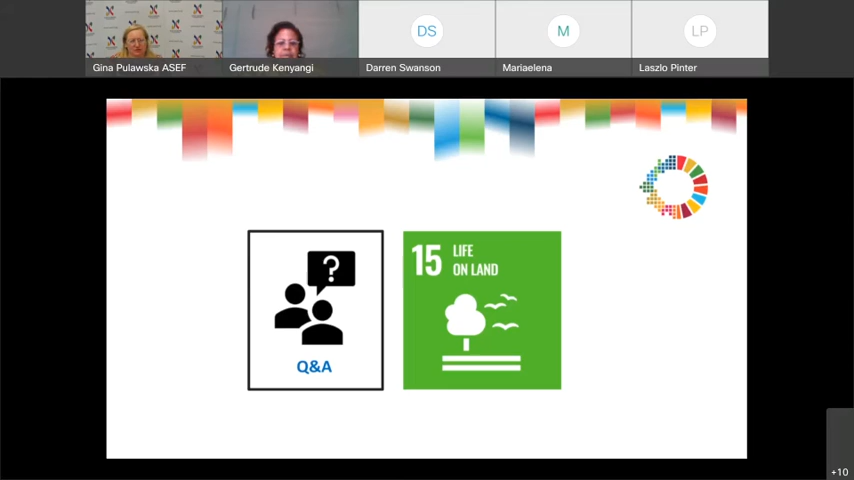 DS
M
LP
Gina Pulawska ASEF
Gertrude Kenyangi
Darren Swanson
Mariaelena
Laszlo Pinter
?
Q&A
15 LIFE
ON LAND
+10